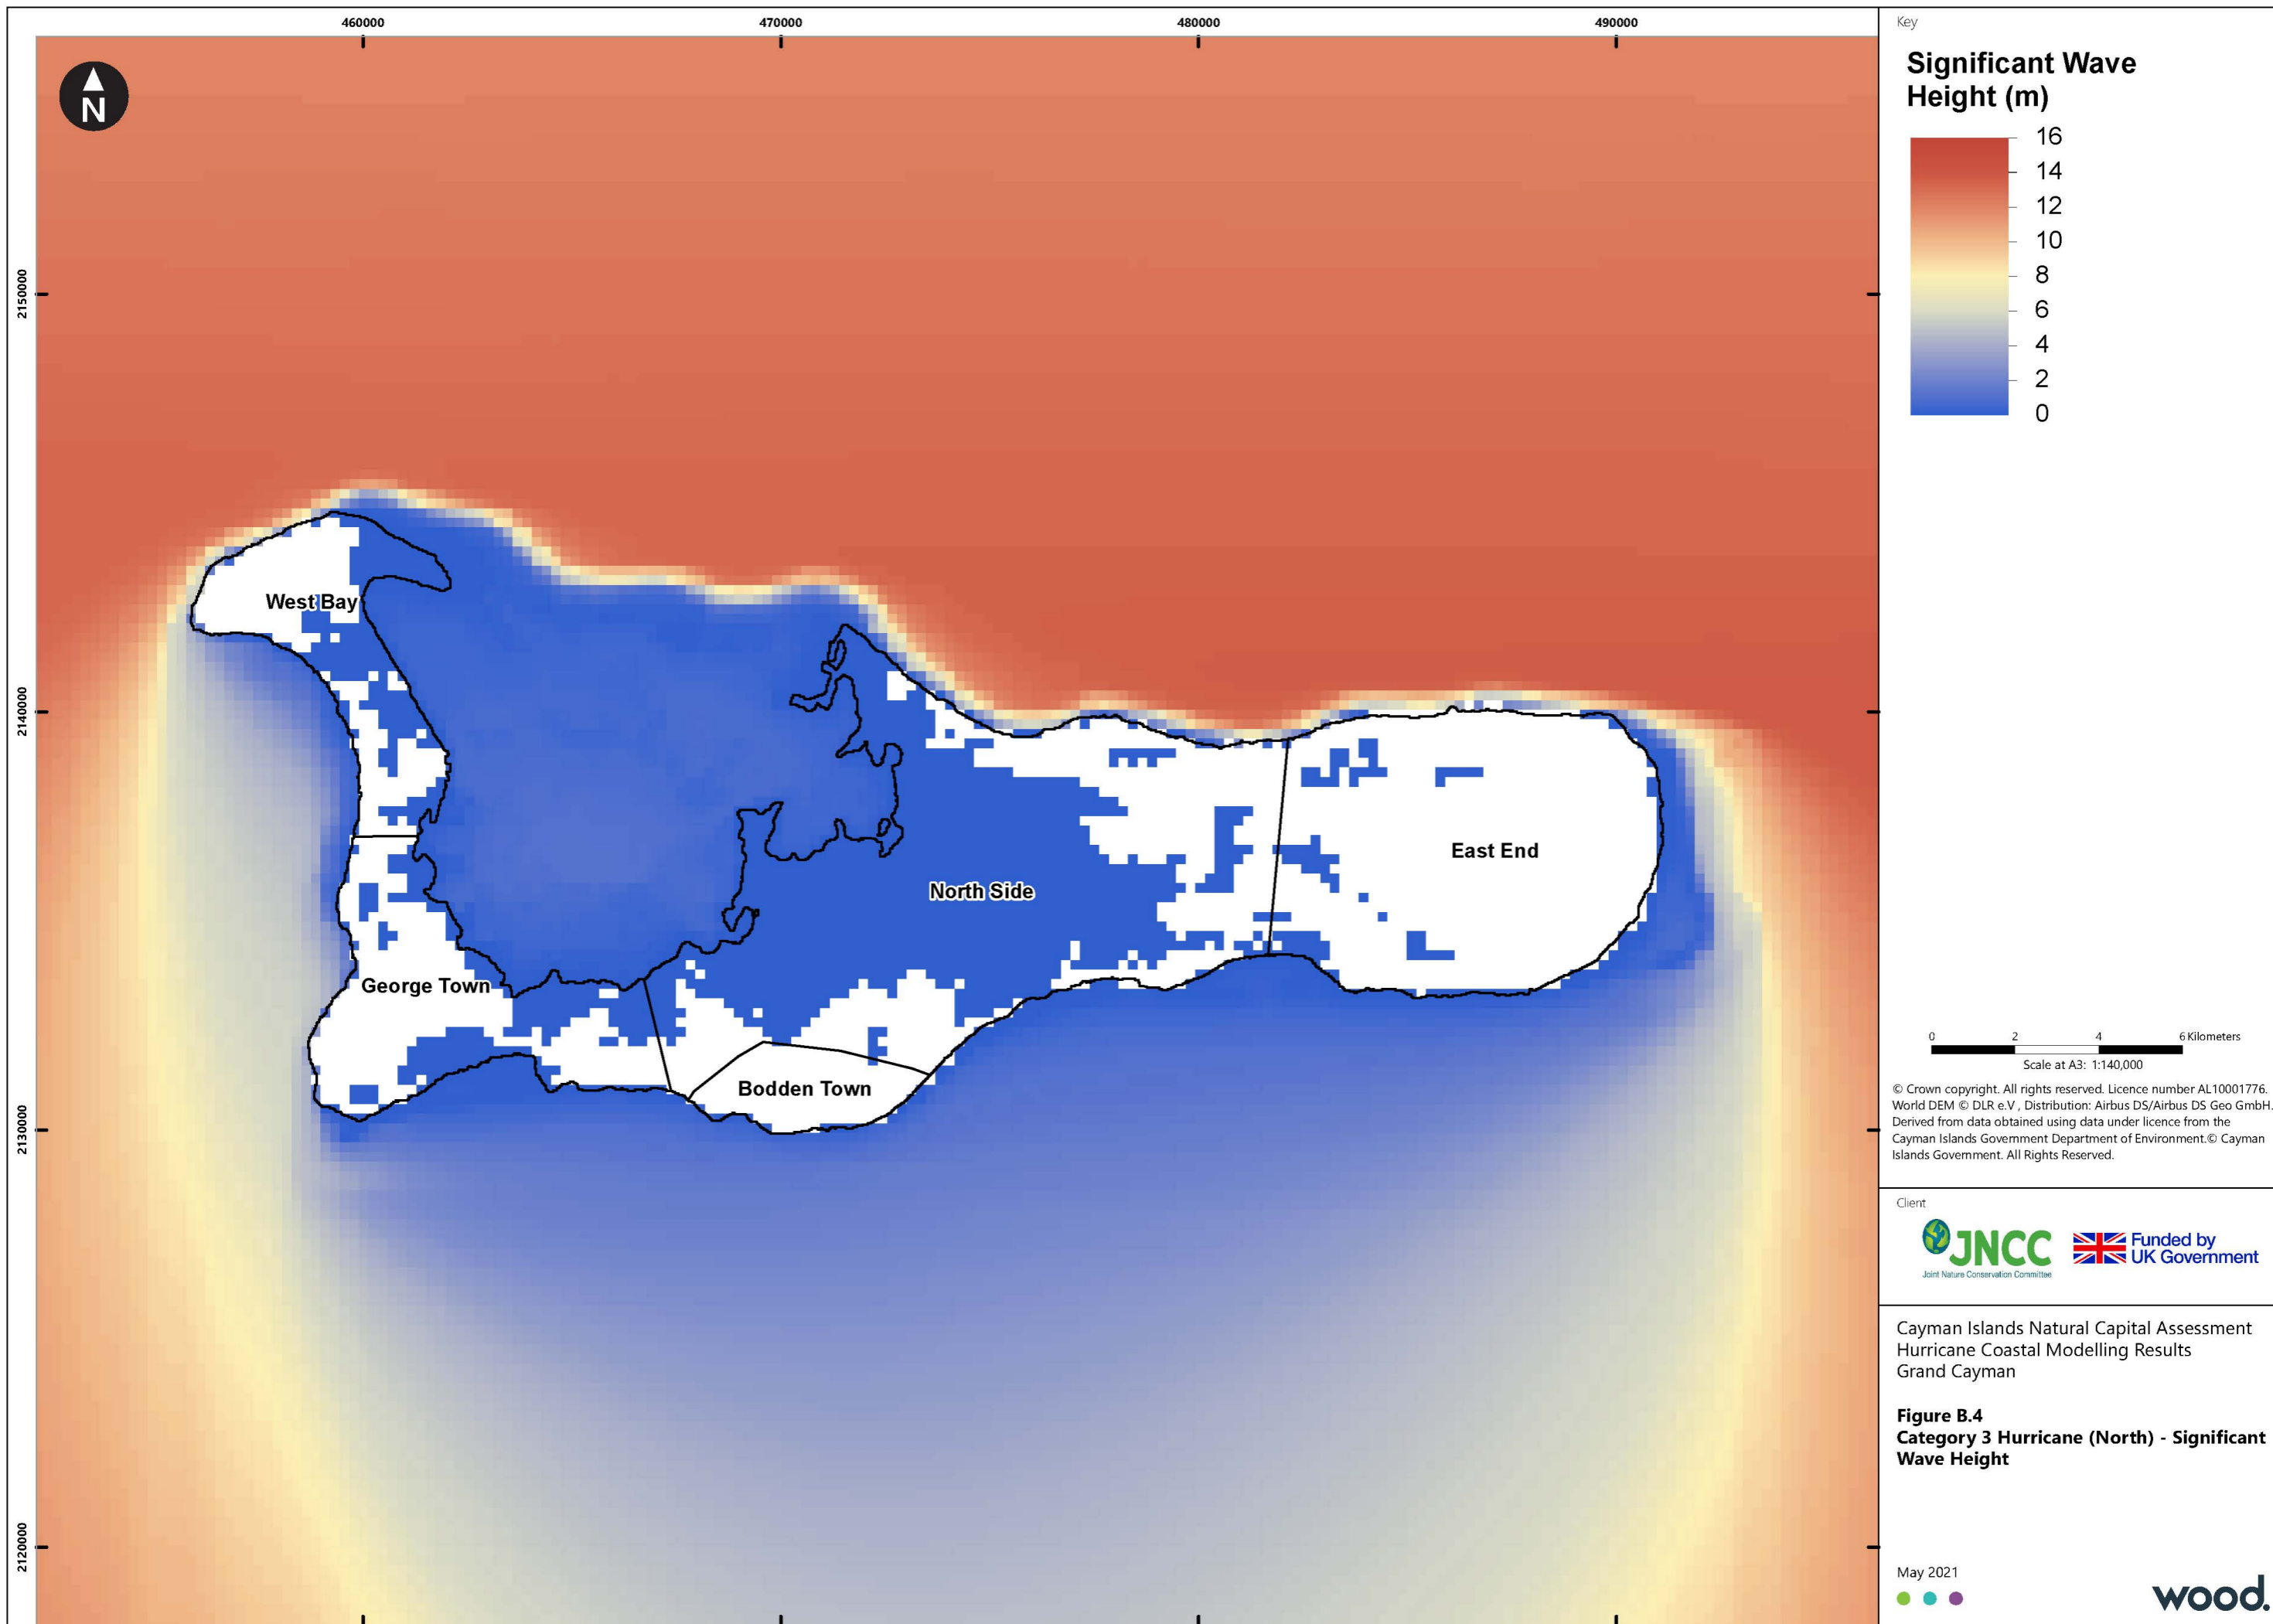 460000
470000
480000
490000
2150000
2140000
2130000
2120000
N
West Bay
George Town
North Side
East End
Bodden Town
Key
Significant Wave
Height (m)
16
14
12
10
8
6
4
2
0
0 2 4 6 Kilometers
Scale at A3: 1:140,000
© Crown copyright. All rights reserved. Licence number AL10001776.
World DEM © DLR e.V , Distribution: Airbus DS/Airbus DS Geo GmbH.
Derived from data obtained using data under licence from the
Cayman Islands Government Department of Environment.© Cayman
Islands Government. All Rights Reserved.
Client
JNCC
Joint Nature Conservation Committee
Funded by
UK Government
Cayman Islands Natural Capital Assessment
Hurricane Coastal Modelling Results
Grand Cayman
Figure B.4
Category 3 Hurricane (North) - Significant
Wave Height
May 2021
wood.